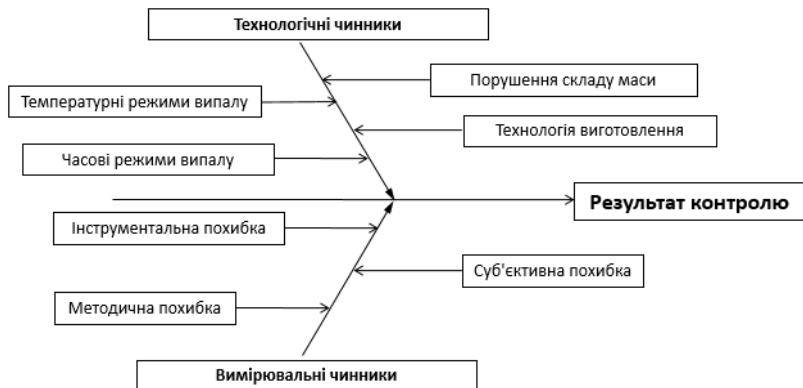 Технологічні чинники
Порушення складу маси
Температурні режими випалу
Технологія виготовлення
Часові режими випалу
Результат контролю
Інструментальна похибка
Суб'єктивна похибка
Методична похибка
Вимірювальні чинники